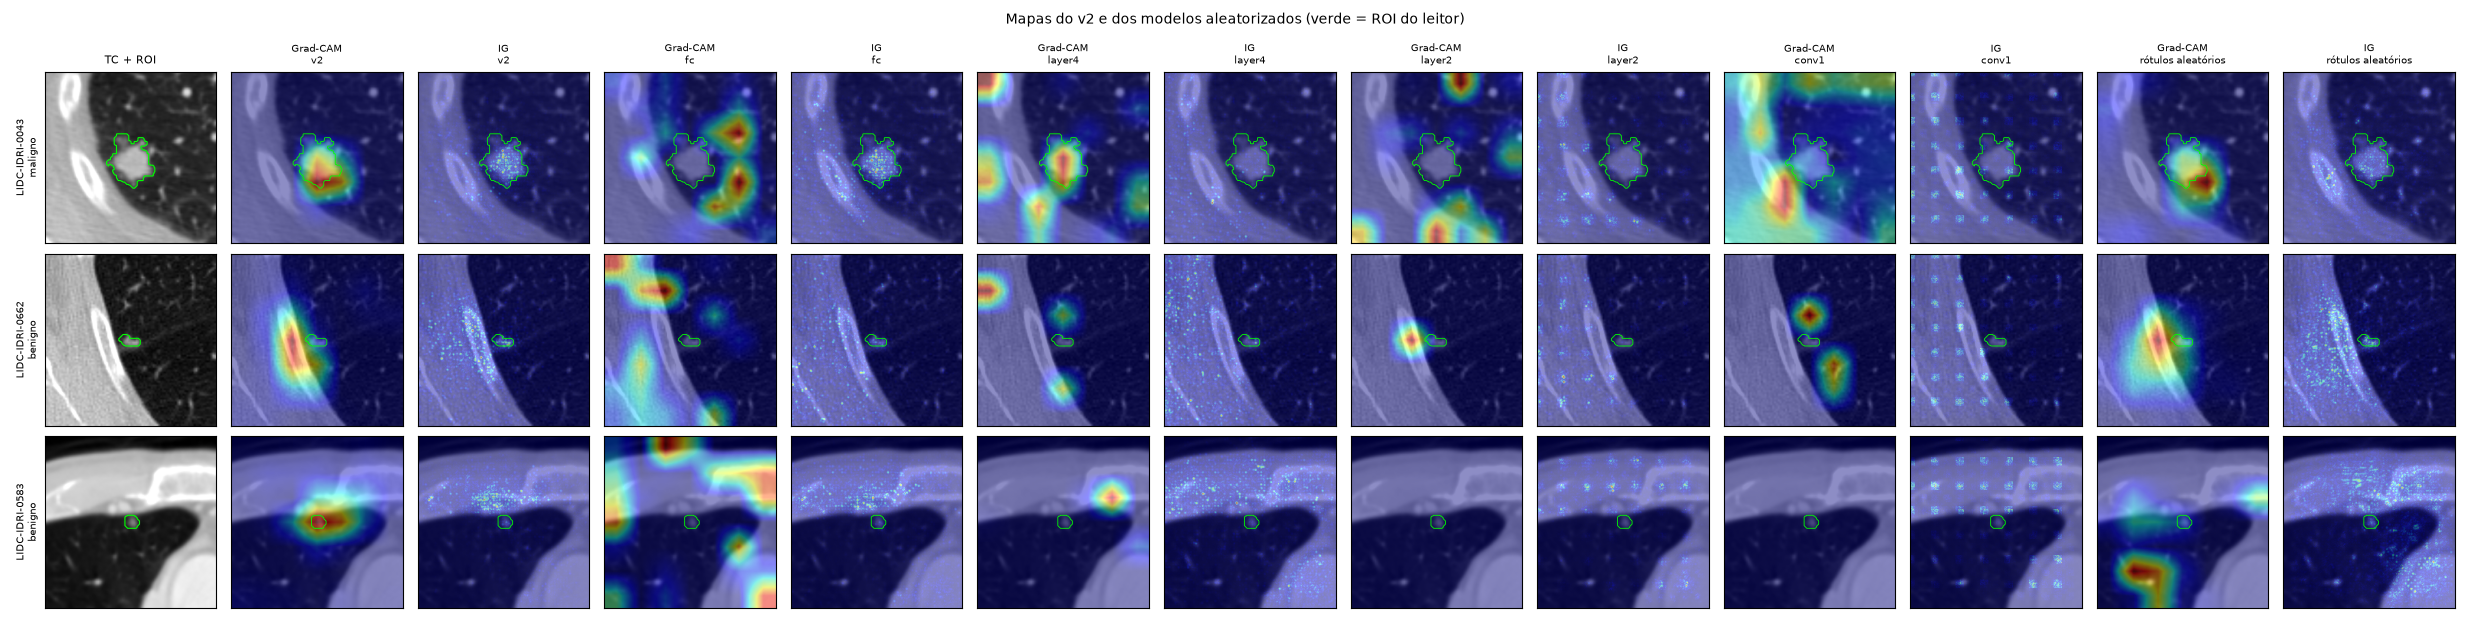 Mapas do v2 e dos modelos aleatorizados (verde = ROI do leitor)
TC + ROI
Grad-CAM
v2
IG
v2
Grad-CAM
fc
IG
fc
Grad-CAM
layer4
IG
layer4
Grad-CAM
layer2
IG
layer2
Grad-CAM
conv1
IG
conv1
Grad-CAM
rótulos aleatórios
IG
rótulos aleatórios
LIDC-IDRI-0043
maligno
LIDC-IDRI-0662
benigno
LIDC-IDRI-0583
benigno